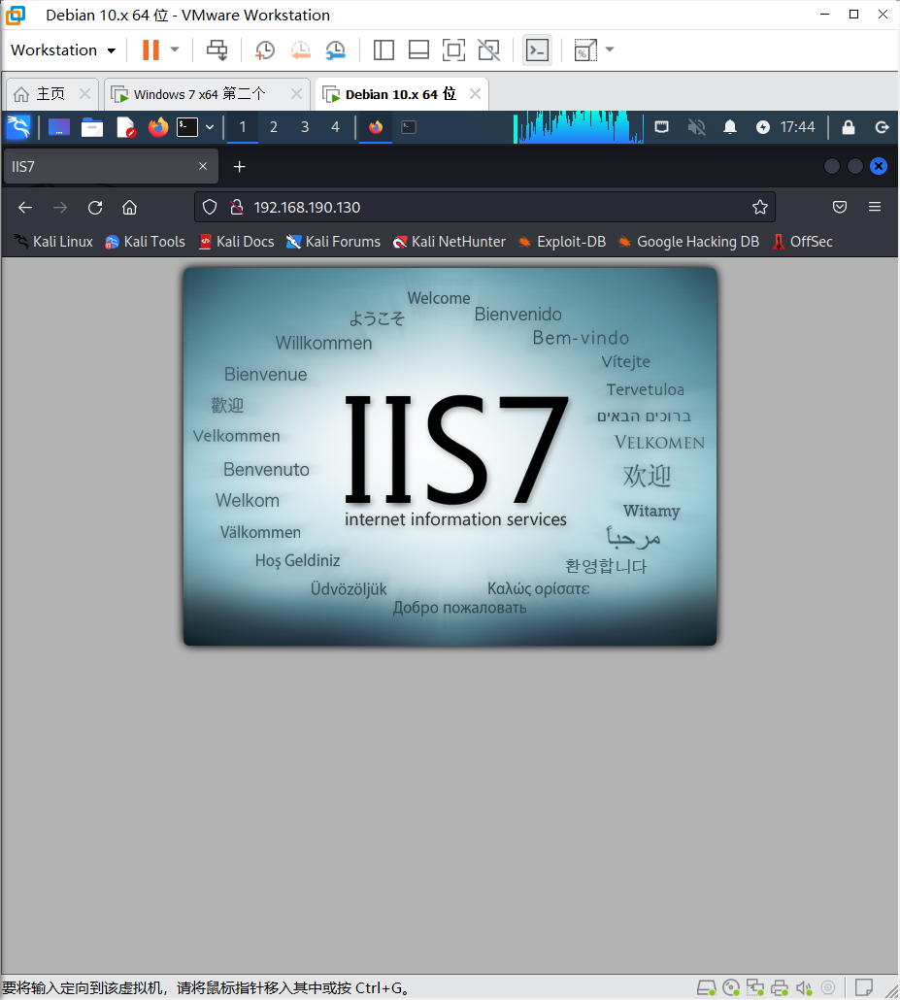 Debian 10.x 64 位 - VMware Workstation
Workstation
主页
Windows 7 x64 第二个
Debian 10.x 64 位
1 2 3 4
17:44
IIS7
192.168.190.130
Kali Linux Kali Tools Kali Docs Kali Forums Kali NetHunter Exploit-DB Google Hacking DB OffSec
Welcome
ようこそ
Bienvenido
Willkommen
Bem-vindo
Bienvenue
Vítejte
歡迎
Tervetuloa
ברוכים הבאים
Velkommen
VELKOMEN
Benvenuto
欢迎
Welkom
Witamy
Välkommen
مرحباً
Hoş Geldiniz
환영합니다
Üdvözöljük
Καλώς ορίσατε
Добро пожаловать
IIS7
internet information services
要将输入定向到该虚拟机，请将鼠标指针移入其中或按 Ctrl+G。